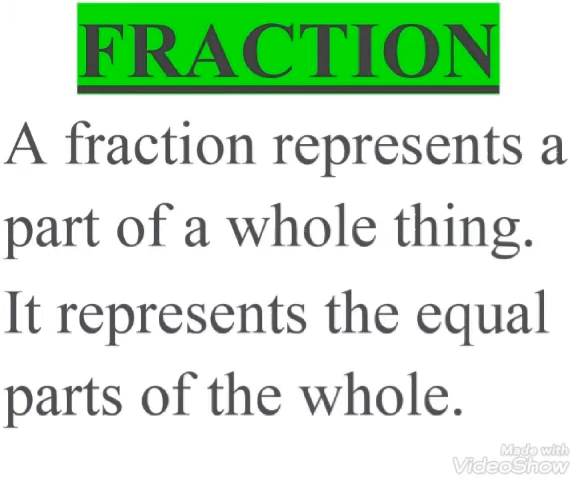 FRACTION
A fraction represents a
part of a whole thing.
It represents the equal
parts of the whole.
Made with
VideoShow